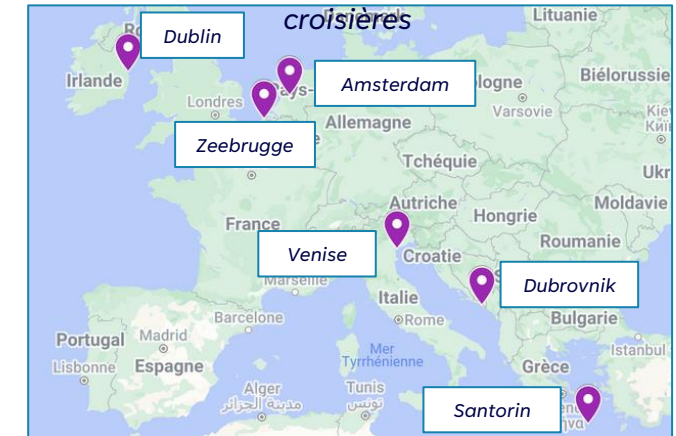 croisières
Lituanie
Dublin
Irlande
Amsterdam
Biélorussie
Londres
Varsovie
Allemagne
Zeebrugge
Tchéquie
Autriche
Moldavie
Hongrie
France
Roumanie
Venise
Croatie
Marseille
Dubrovnik
Italie
Barcelone
Rome
Bulgarie
Portugal
Madrid
Istanbul
Mer
Tyrrhénienne
Lisbonne
Espagne
Grèce
Alger
مدينة الجزائر
Tunis
تونس
Santorin